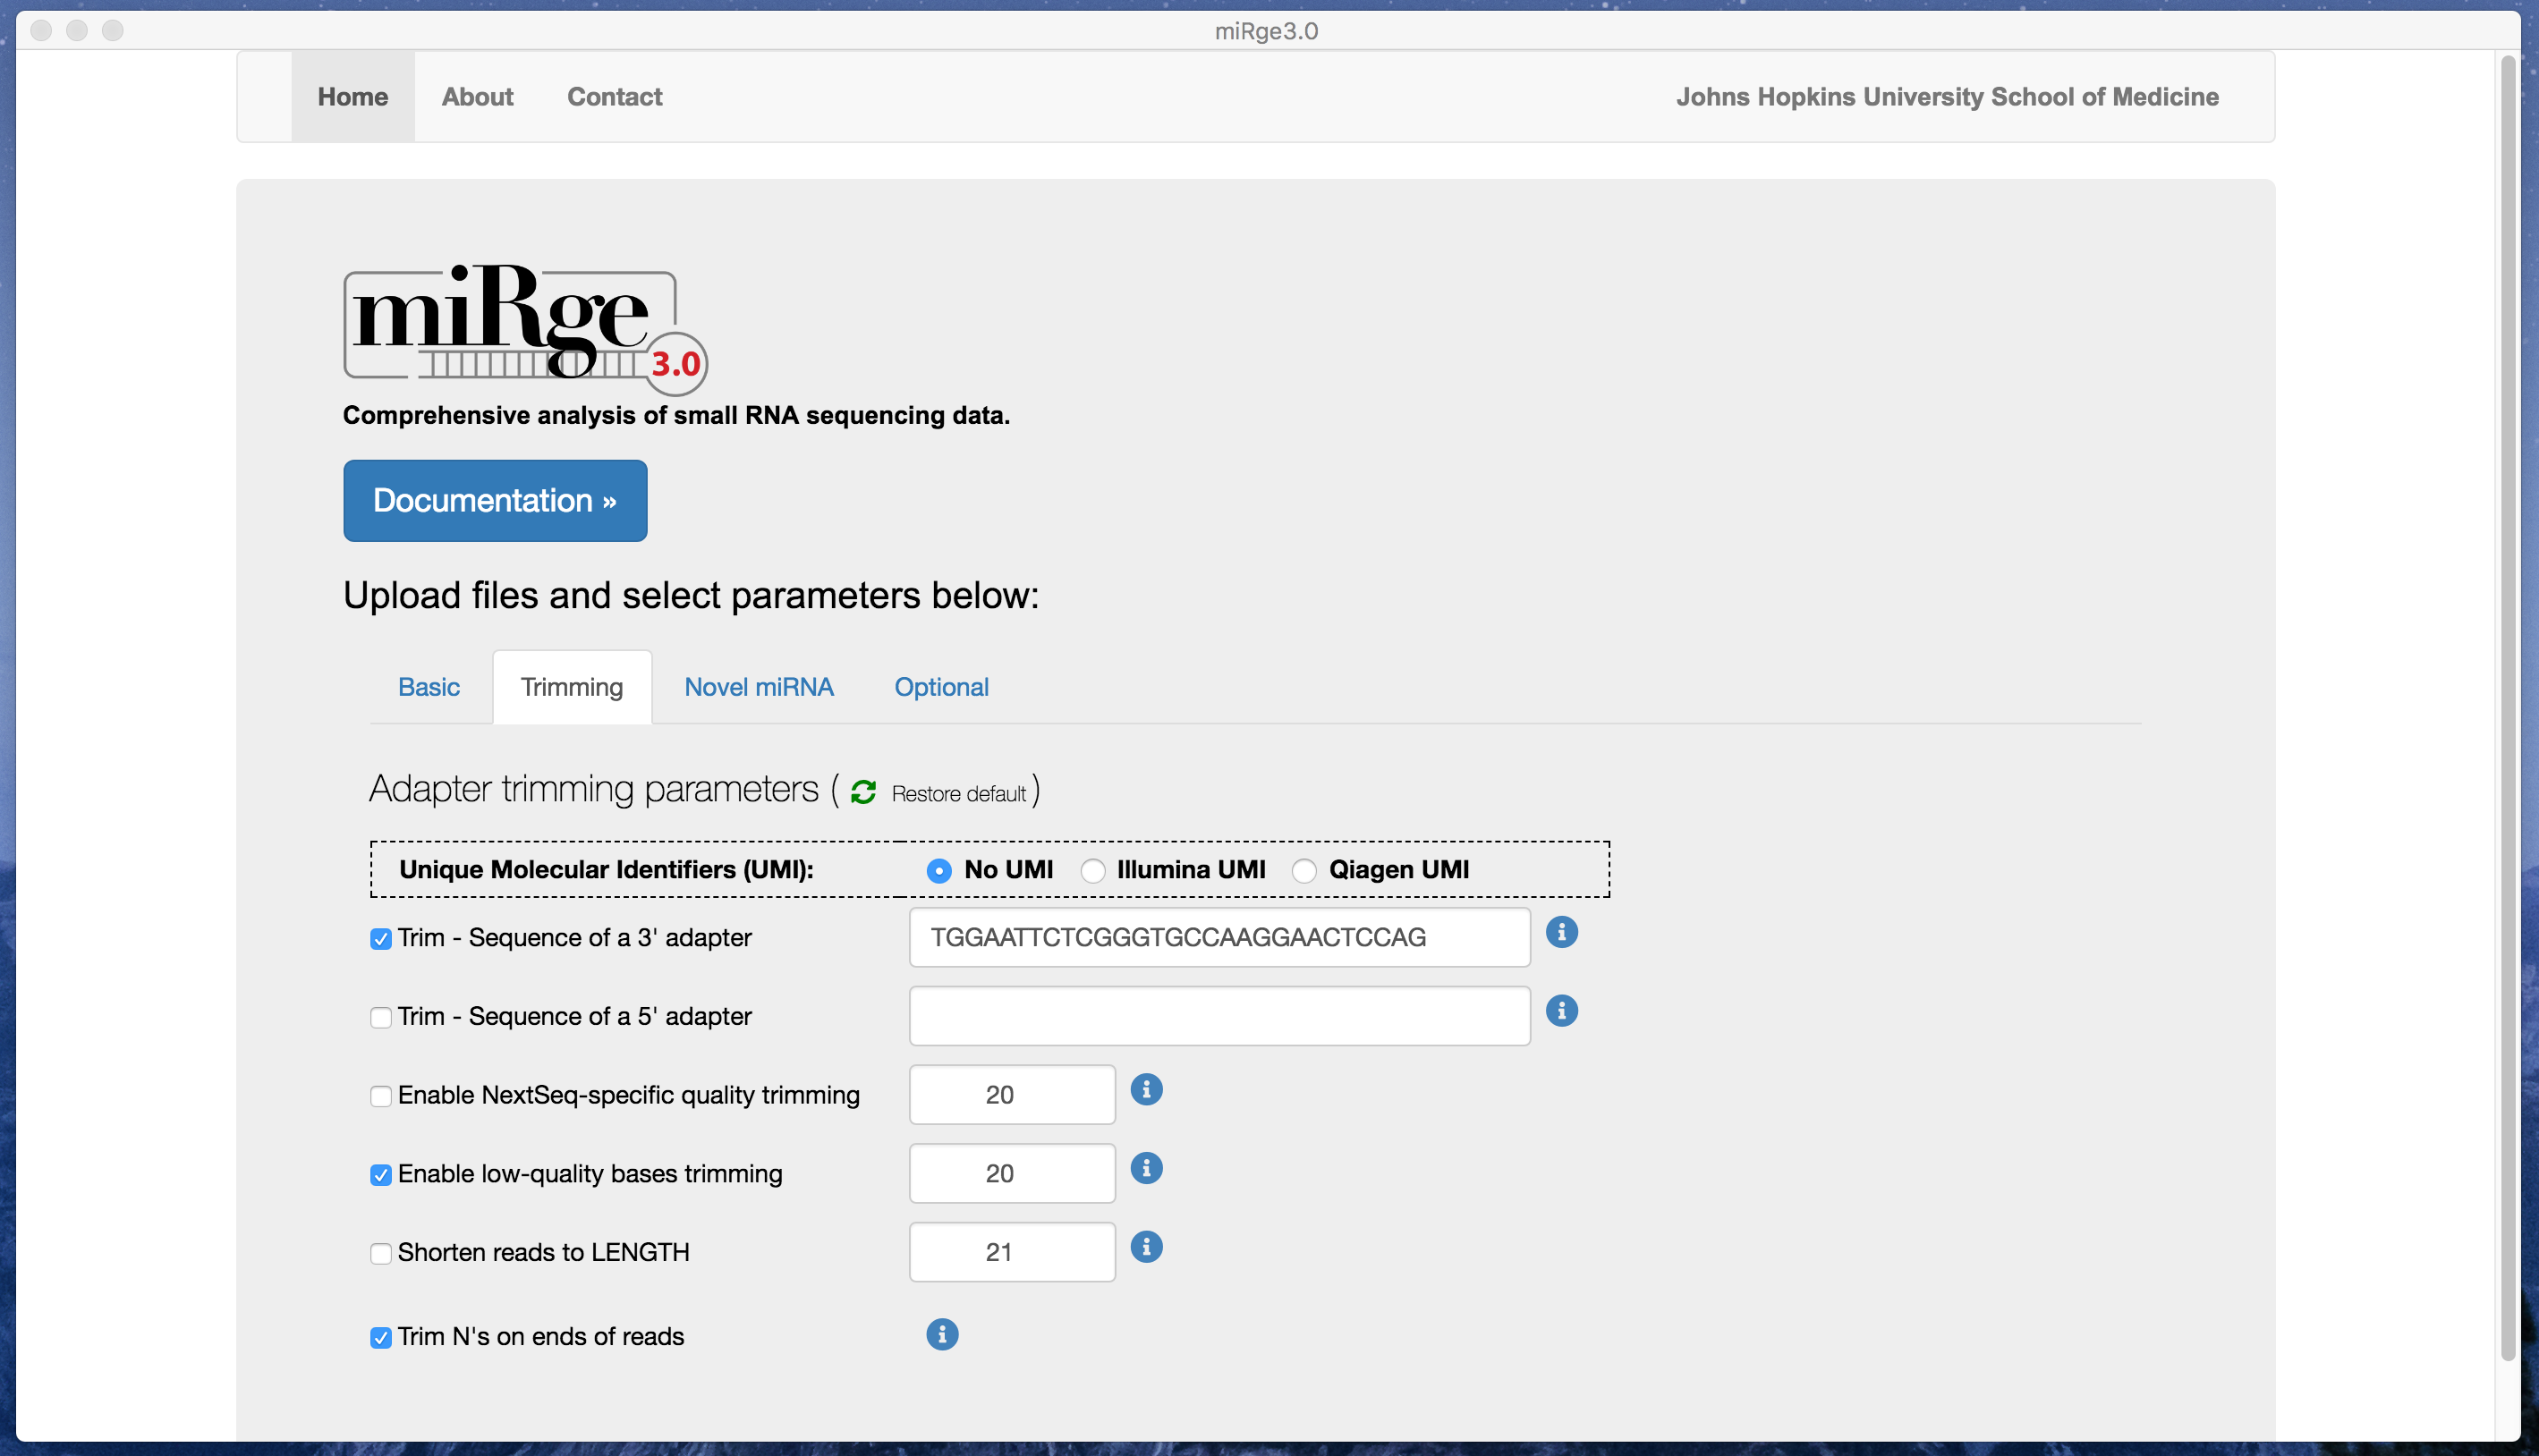 miRge3.0
Home About Contact Johns Hopkins University School of Medicine
miRge
3.0
Comprehensive analysis of small RNA sequencing data.
Documentation »
Upload files and select parameters below:
Basic Trimming Novel miRNA Optional
Adapter trimming parameters ( Restore default )
Unique Molecular Identifiers (UMI): No UMI Illumina UMI Qiagen UMI
Trim - Sequence of a 3' adapter TGGAATTCTCGGGTGCCAAGGAACTCCAG
Trim - Sequence of a 5' adapter
Enable NextSeq-specific quality trimming 20
Enable low-quality bases trimming 20
Shorten reads to LENGTH 21
Trim N's on ends of reads